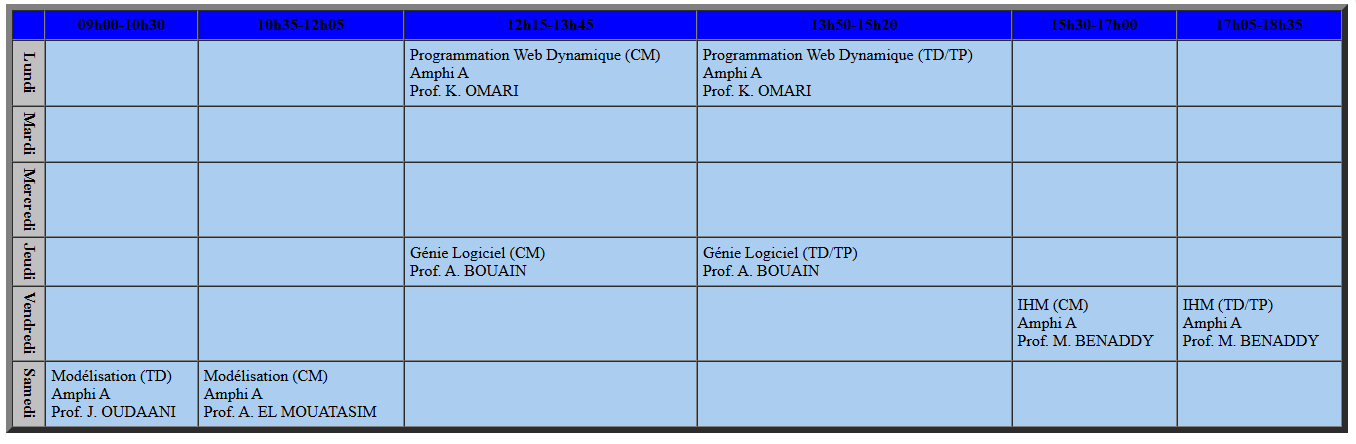 09h00-10h30 10h35-12h05 12h15-13h45 13h50-15h20 15h30-17h00 17h05-18h35
Lundi
Programmation Web Dynamique (CM)
Amphi A
Prof. K. OMARI
Programmation Web Dynamique (TD/TP)
Amphi A
Prof. K. OMARI
Mardi
Mercredi
Jeudi
Génie Logiciel (CM)
Prof. A. BOUAIN
Génie Logiciel (TD/TP)
Prof. A. BOUAIN
Vendredi
IHM (CM)
Amphi A
Prof. M. BENADDY
IHM (TD/TP)
Amphi A
Prof. M. BENADDY
Samedi
Modélisation (TD)
Amphi A
Prof. J. OUDAANI
Modélisation (CM)
Amphi A
Prof. A. EL MOUATASIM